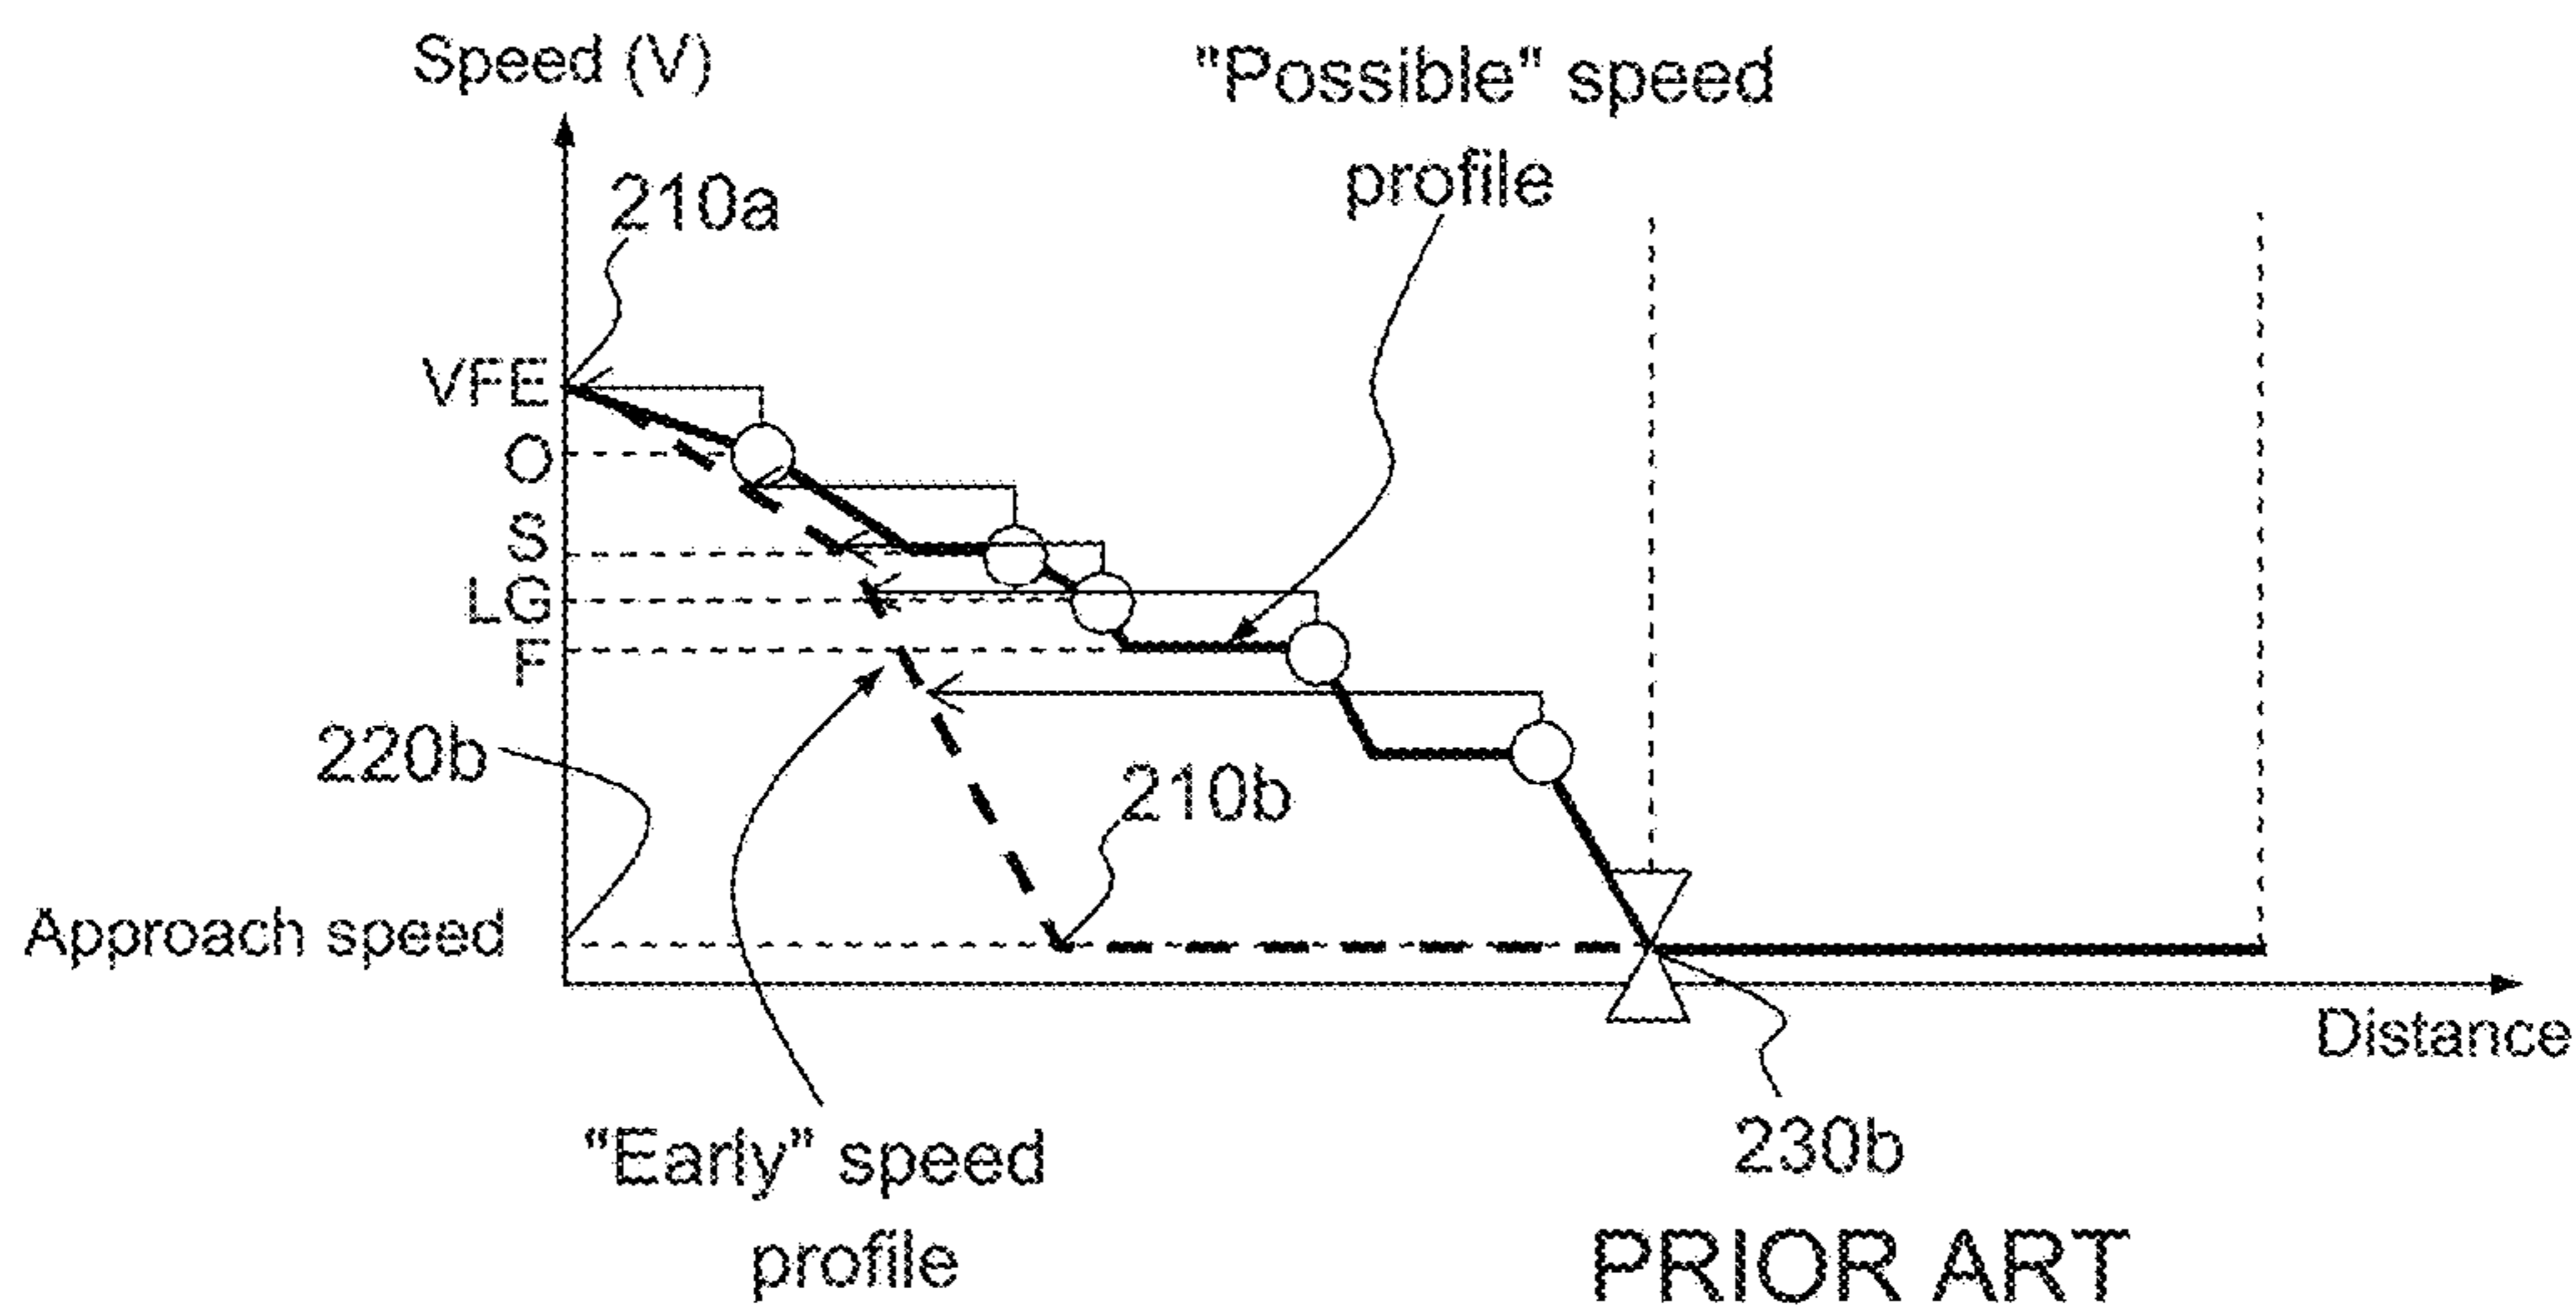 Speed (V)
"Possible" speed
profile
210a
VFE
O
S
LG
F
220b
210b
Approach speed
Distance
"Early" speed
profile
230b
PRIOR ART